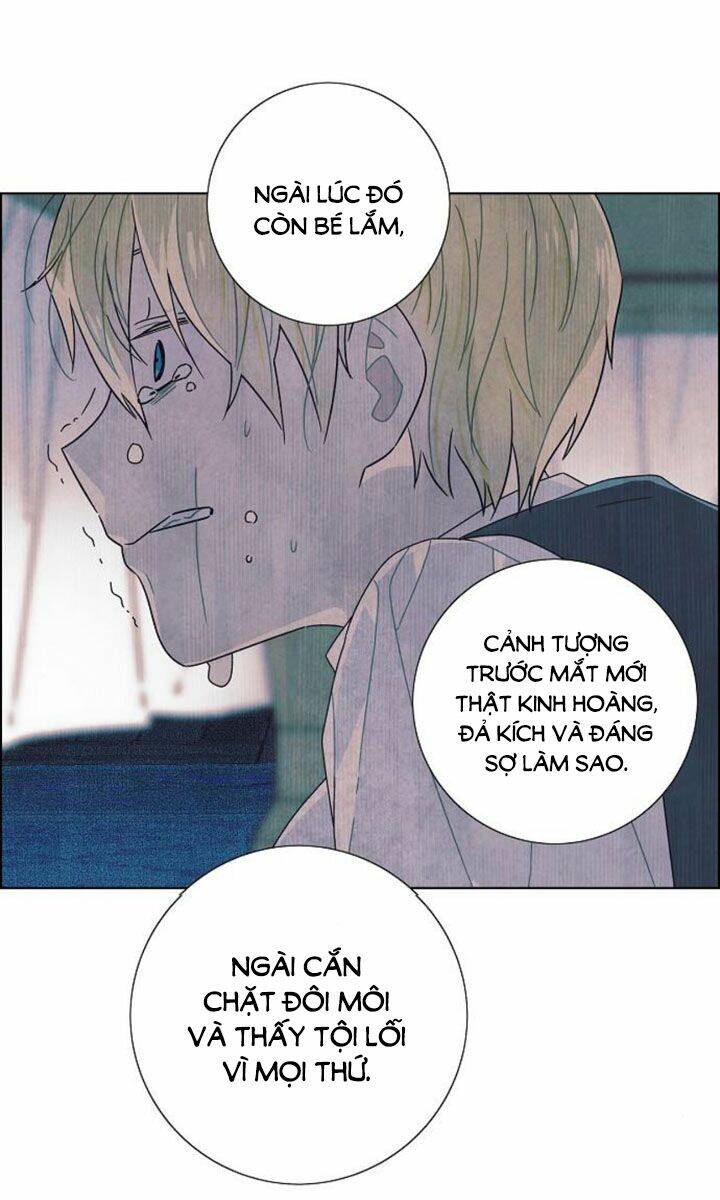 NGÀI LÚC ĐÓ
CÒN BÉ LẮM,
CẢNH TƯỢNG
TRƯỚC MẮT MỚI
THẬT KINH HOÀNG,
ĐẢ KÍCH VÀ ĐÁNG
SỢ LÀM SAO.
NGÀI CẮN
CHẶT ĐÔI MÔI
VÀ THẤY TỘI LỖI
VÌ MỌI THỨ.